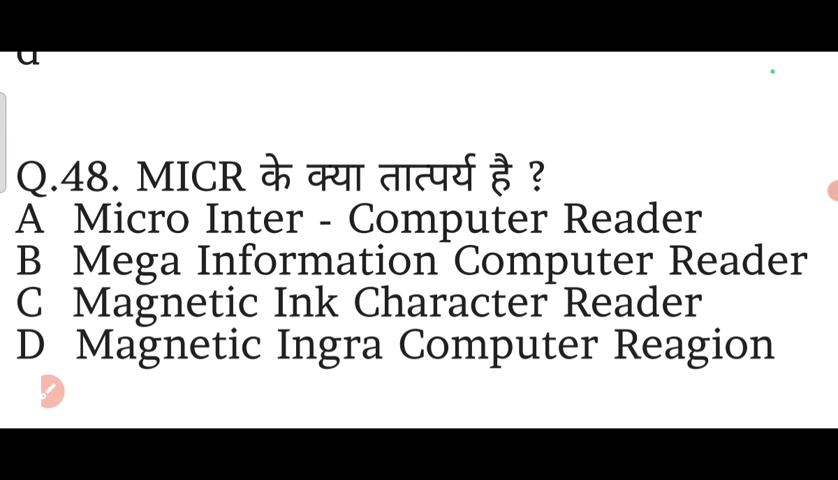 Q.48. MICR के क्या तात्पर्य है ?
A Micro Inter - Computer Reader
B Mega Information Computer Reader
C Magnetic Ink Character Reader
D Magnetic Ingra Computer Reagion